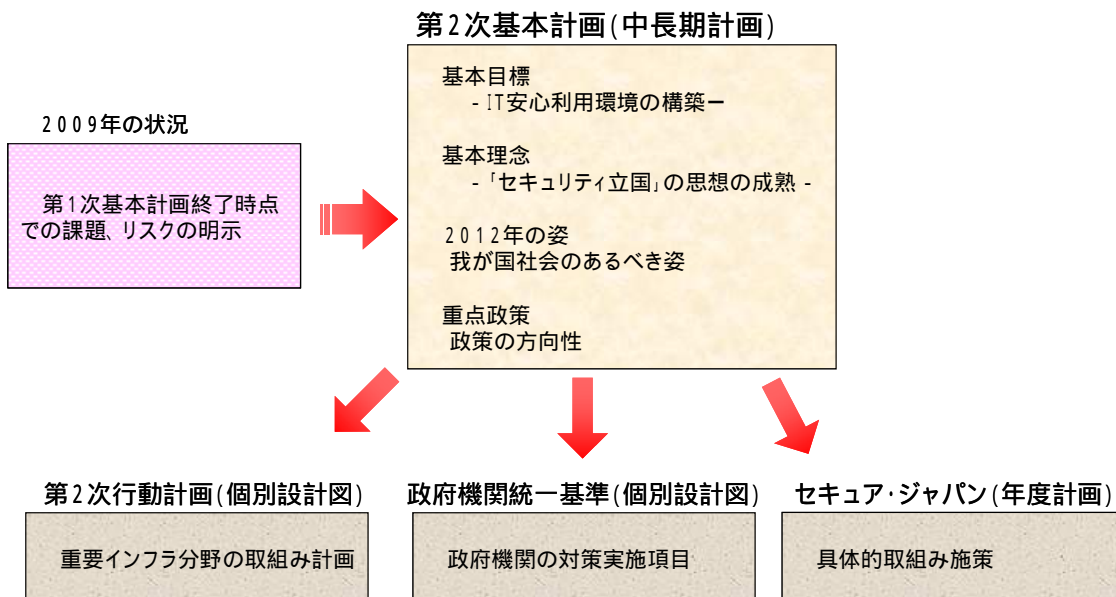 第2次基本計画(中長期計画)
基本目標
- IT安心利用環境の構築ー
基本理念
- 「セキュリティ立国」の思想の成熟 -
2012年の姿
我が国社会のあるべき姿
重点政策
政策の方向性
2009年の状況
第1次基本計画終了時点
での課題、リスクの明示
第2次行動計画(個別設計図)
重要インフラ分野の取組み計画
政府機関統一基準(個別設計図)
政府機関の対策実施項目
セキュア・ジャパン(年度計画)
具体的取組み施策